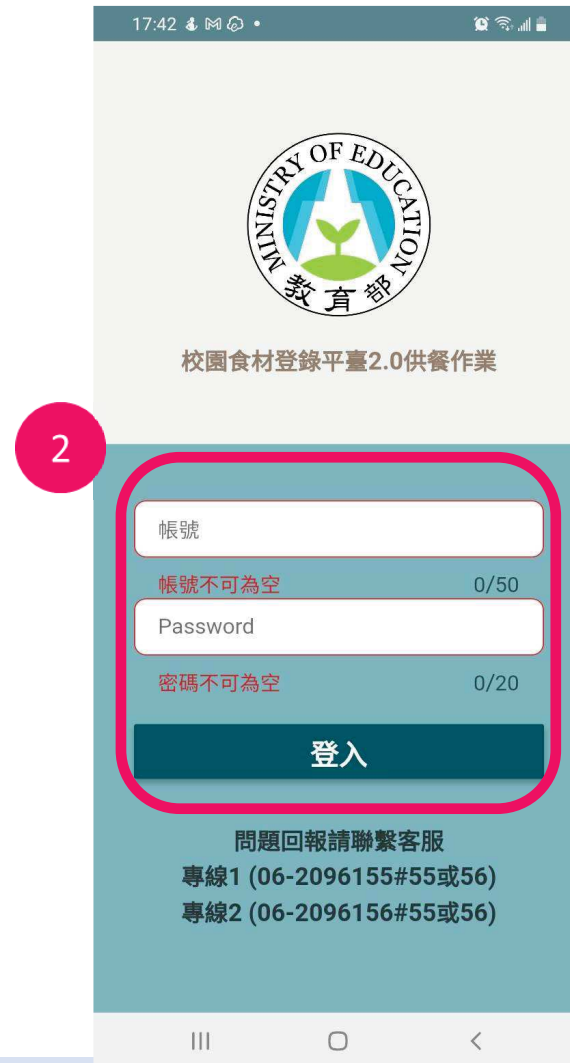 17:42
MINISTRY OF EDUCATION
教育部
校園食材登錄平臺2.0供餐作業
2
帳號
帳號不可為空 0/50
Password
密碼不可為空 0/20
登入
問題回報請聯繫客服
專線1 (06-2096155#55或56)
專線2 (06-2096156#55或56)